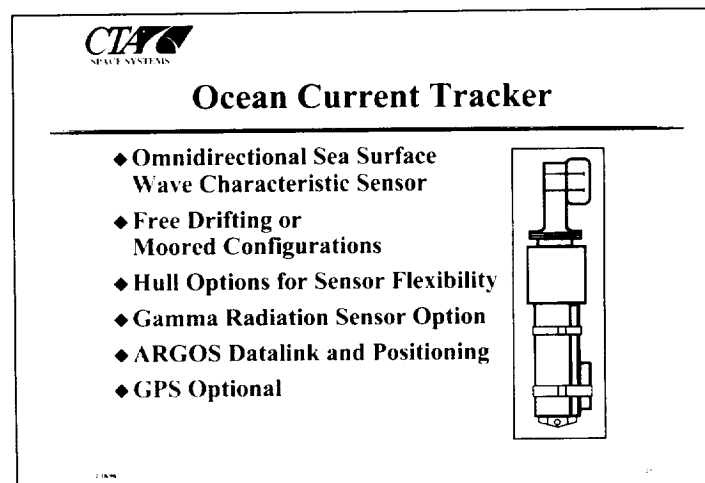 CTA
SPACE SYSTEMS
Ocean Current Tracker
◆ Omnidirectional Sea Surface
Wave Characteristic Sensor
◆ Free Drifting or
Moored Configurations
◆ Hull Options for Sensor Flexibility
◆ Gamma Radiation Sensor Option
◆ ARGOS Datalink and Positioning
◆ GPS Optional